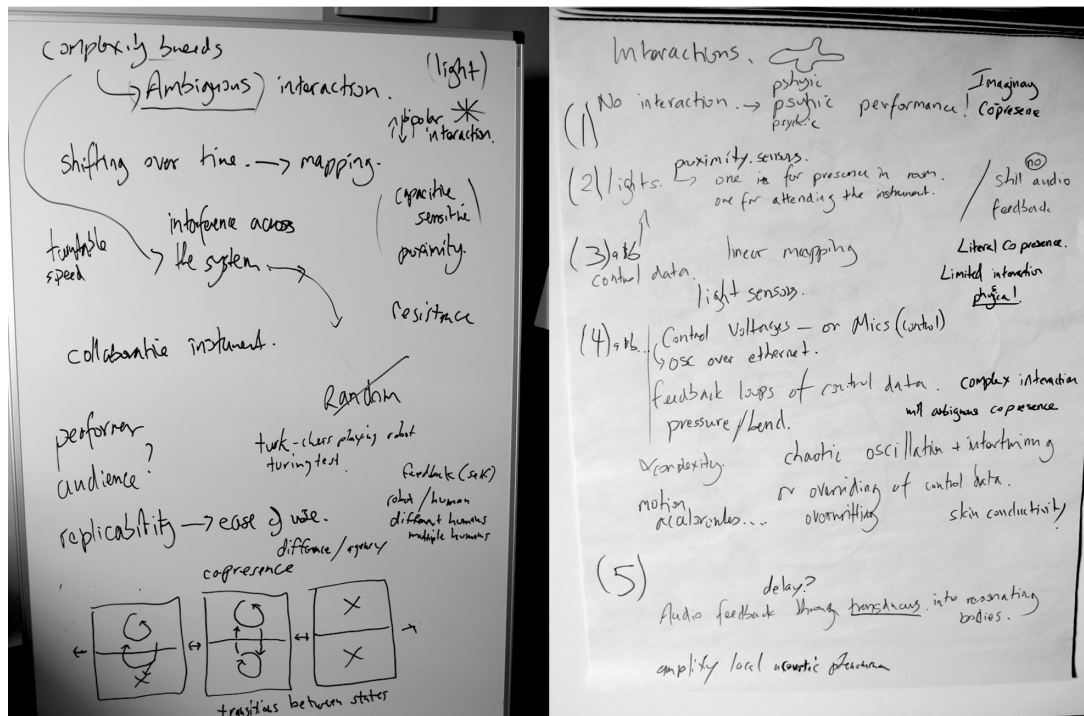 complexity breeds
Ambiguous interaction.
(light)
bipolar
interaction.
shifting over time. → mapping.
(capacitive
sensitive)
proximity.
turntable
speed
interference across
the system.
resistance
collaborative instrument.
Random
performer
audience?
turk-chess playing robot
turing test.
feedback (self)
robot/human
different humans
multiple humans
replicability → ease of use.
difference/agency
copresence
transitions between states
Interactions.
(1) No interaction. → psychic performance!
pshyic
psychic
Imaginary
Copresence
(2) lights. proximity. sensors.
one is for presence in room.
one for attending the instrument.
(no)
still audio
feedback
(3) a&b linear mapping
control data.
light sensors.
Literal Copresence.
Limited interaction
physical.
(4) a&b.. Control Voltages – or Mics (control)
OSC over ethernet.
feedback loops of control data.
pressure/bend.
complex interaction
ambiguous copresence
complexity. chaotic oscillation + intertwining
motion or overriding of control data.
overwritting
skin conductivity
(5)
delay?
Audio feedback through transducers into resonating
bodies.
amplify local acoustic phenomena